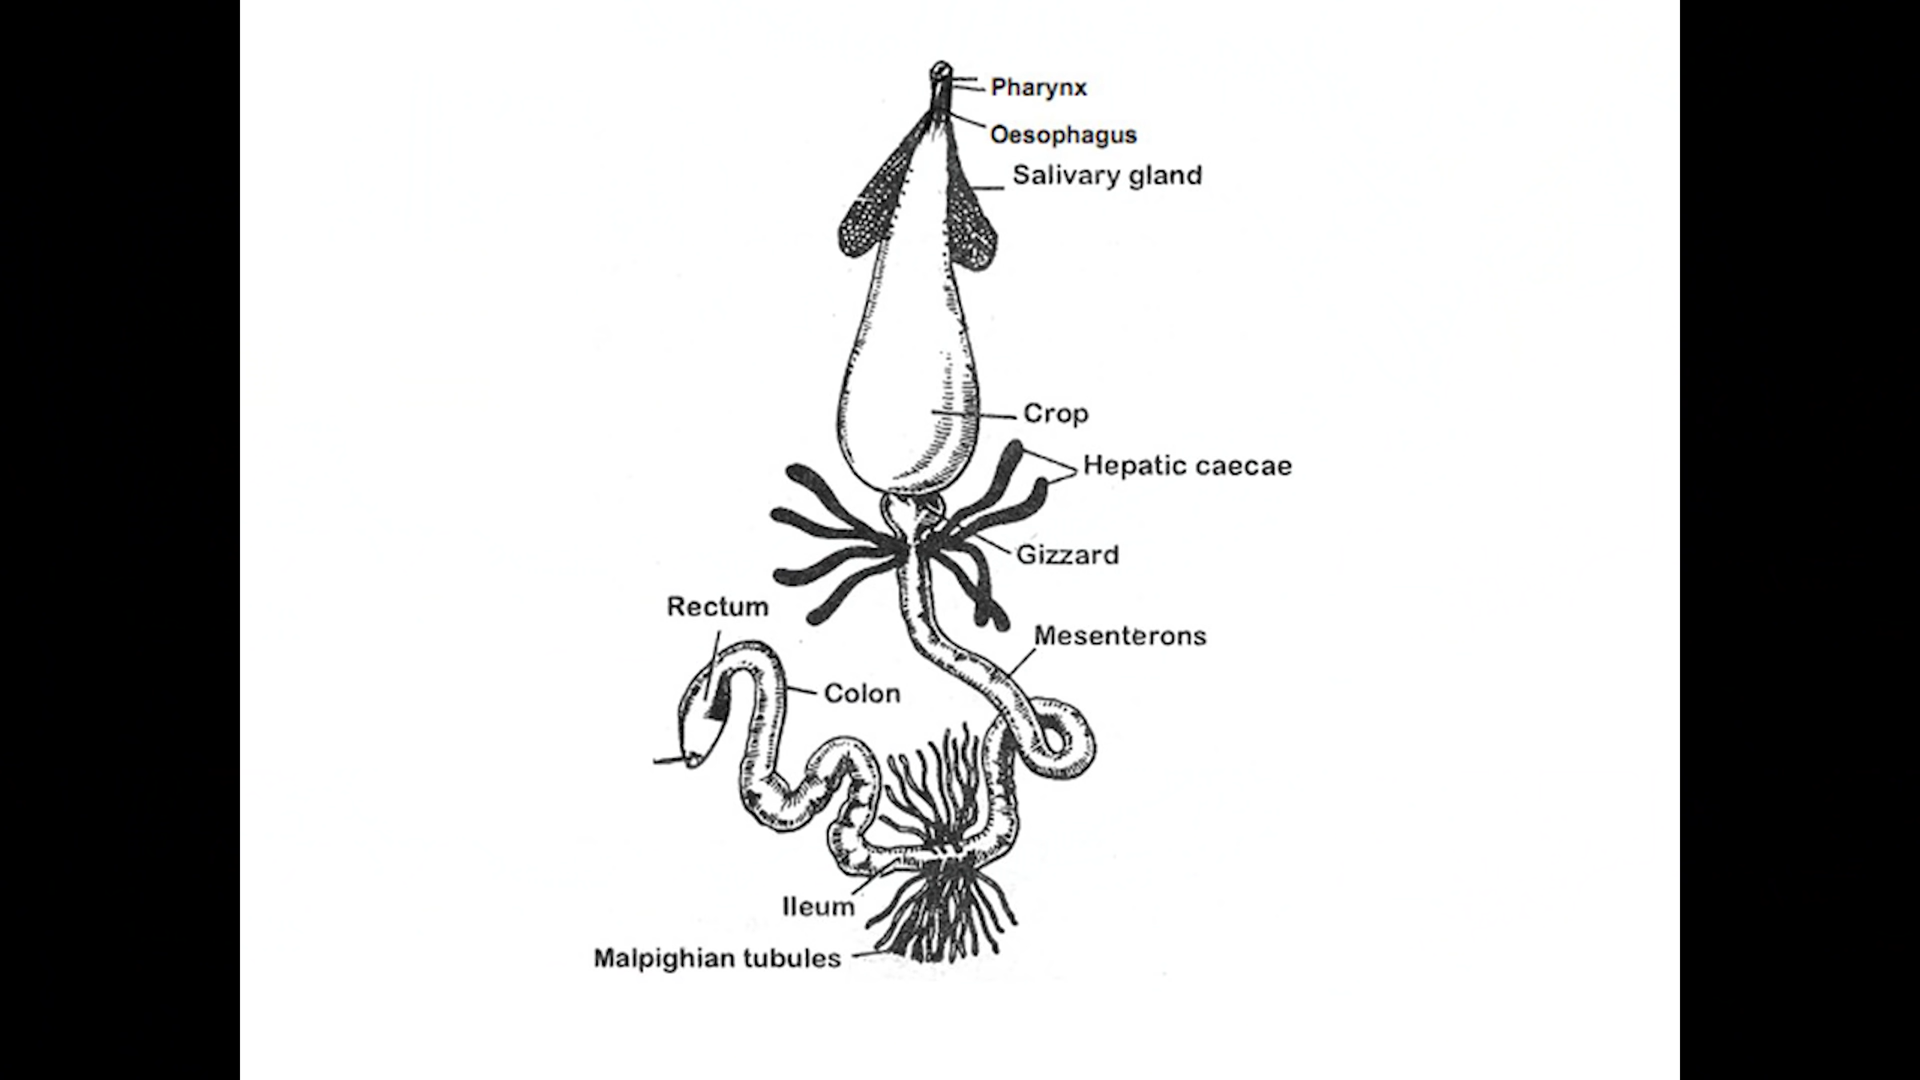 Pharynx
Oesophagus
Salivary gland
Crop
Hepatic caecae
Gizzard
Rectum
Mesenterons
Colon
Ileum
Malpighian tubules